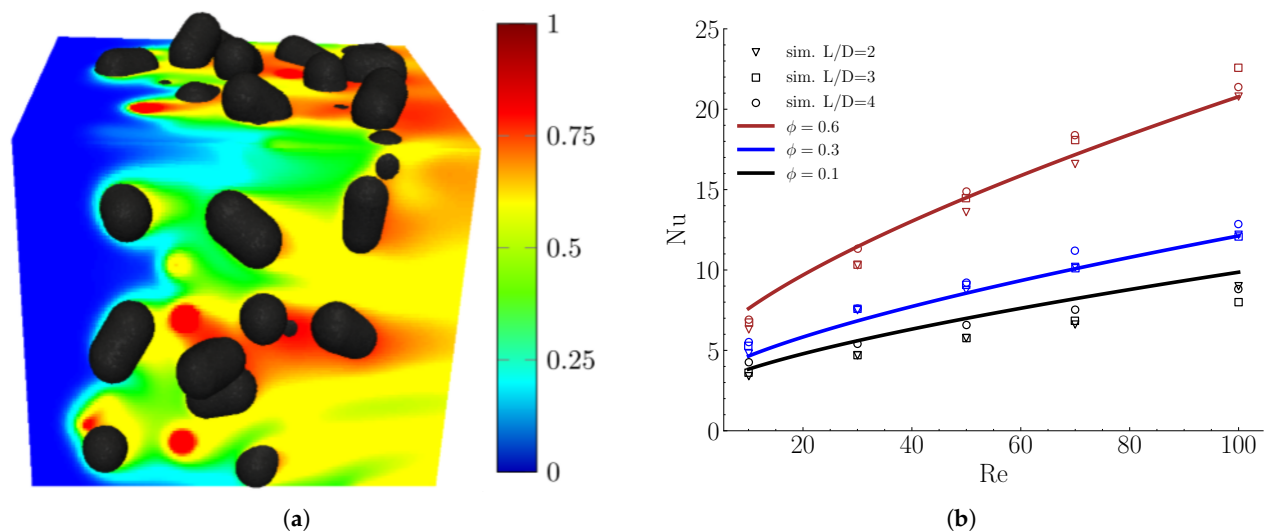 1
0.75
0.5
0.25
0
(a)
25
20
15
10
5
0
Nu
sim. L/D=2
sim. L/D=3
sim. L/D=4
ϕ = 0.6
ϕ = 0.3
ϕ = 0.1
20 40 60 80 100
Re
(b)